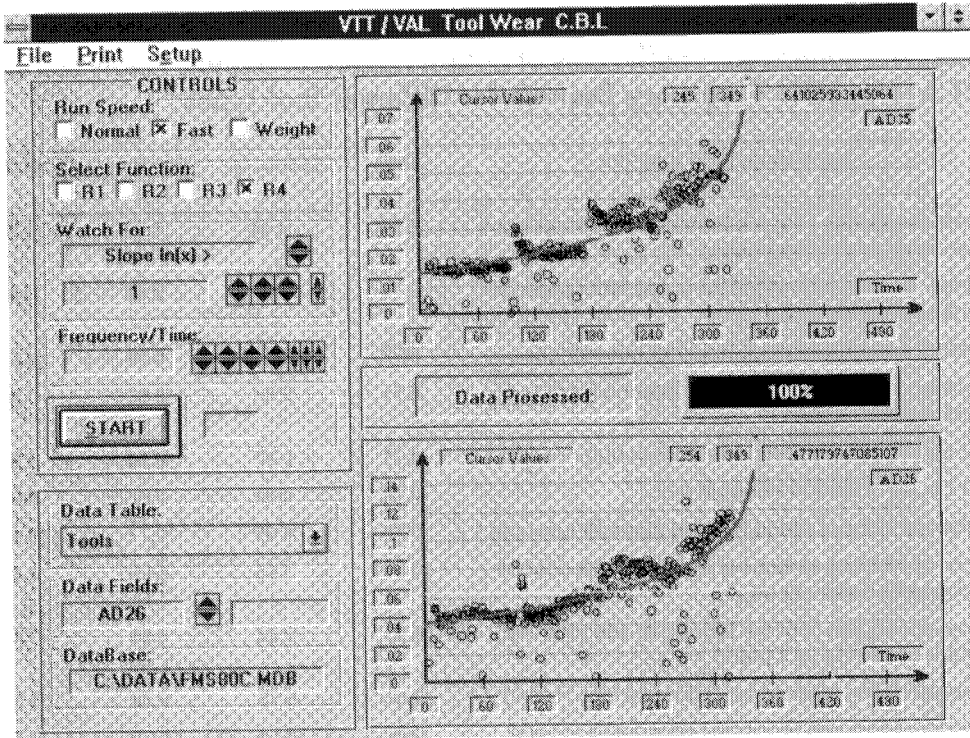 VTT / VAL Tool Wear C.B.L
File Print Setup
CONTROLS
Run Speed:
Normal Fast Weight
Select Function:
R1 R2 R3 R4
Watch For:
Slope ln(x) >
1
Frequency/Time:
START
Data Table:
Tools
Data Fields:
AD26
DataBase:
C:\DATA\FMS80C.MDB
Cursor Values 245 349 641025933445064
AD35
.07
.06
.05
.04
.03
.02
.01
0
Time
0 60 120 180 240 300 360 420 480
Data Prosessed: 100%
Cursor Values 254 349 .477179747085107
AD26
.14
.12
.1
.08
.06
.04
.02
0
Time
0 60 120 180 240 300 360 420 480